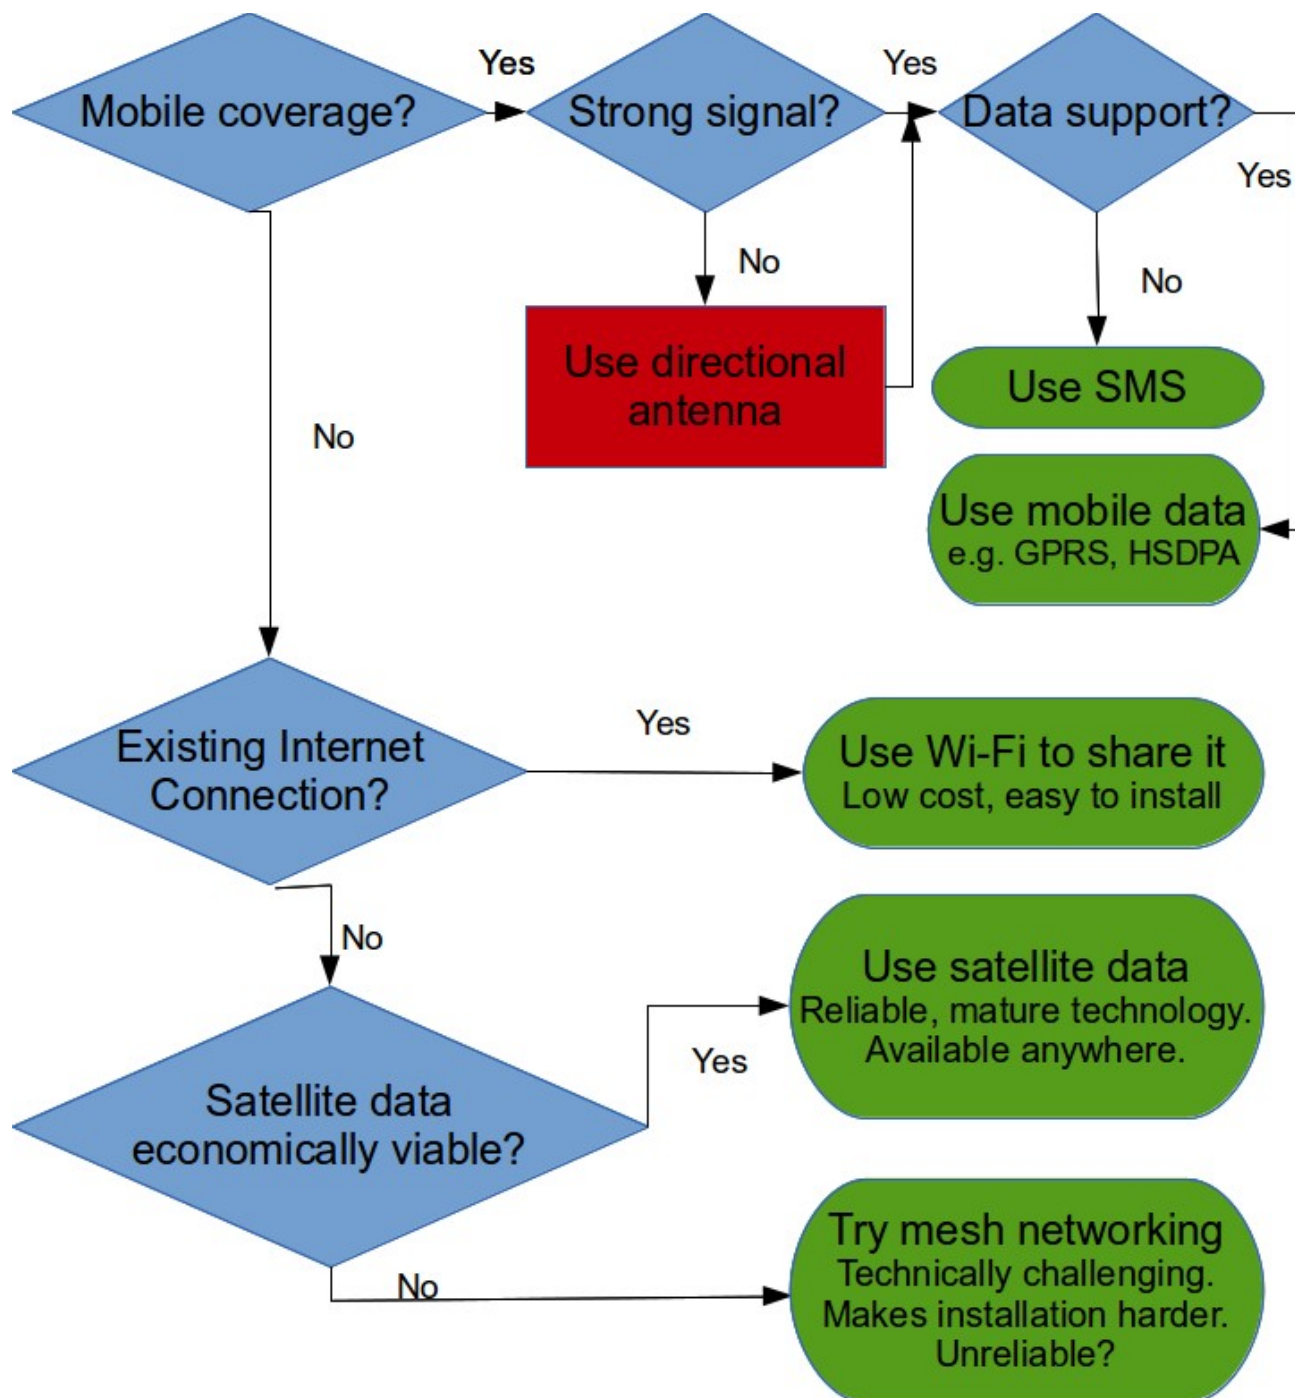 Mobile coverage?
Yes
Strong signal?
Yes
Data support?
Yes
No
No
Use directional
antenna
Use SMS
Use mobile data
e.g. GPRS, HSDPA
No
Existing Internet
Connection?
Yes
Use Wi-Fi to share it
Low cost, easy to install
No
Use satellite data
Reliable, mature technology.
Available anywhere.
Yes
Satellite data
economically viable?
No
Try mesh networking
Technically challenging.
Makes installation harder.
Unreliable?